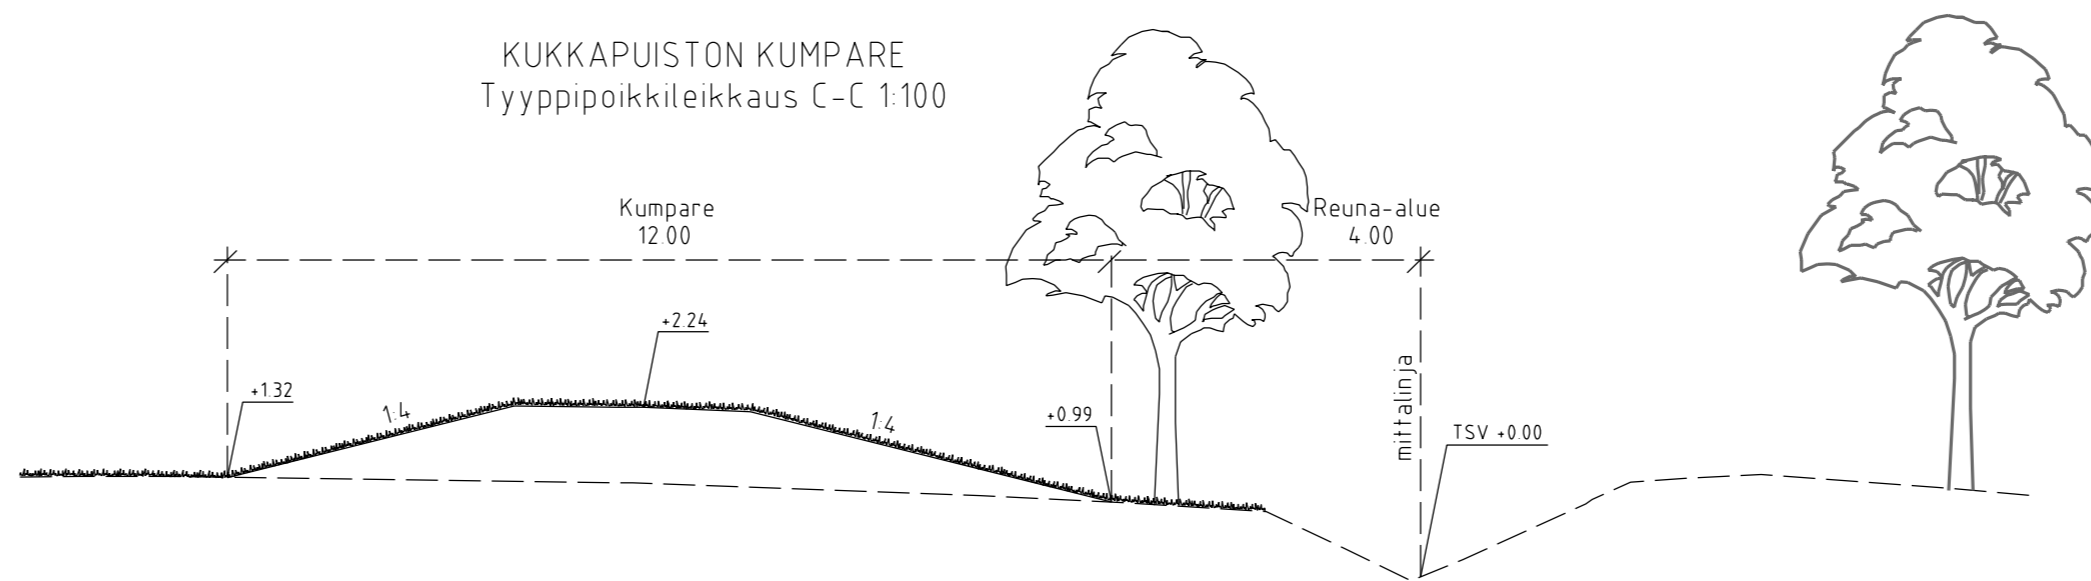 KUKKAPUISTON KUMPARE
Tyyppipoikkileikkaus C-C 1:100
Kumpare
12.00
Reuna-alue
4.00
+2.24
+1.32
1:4
1:4
+0.99
mittalinja
TSV +0.00